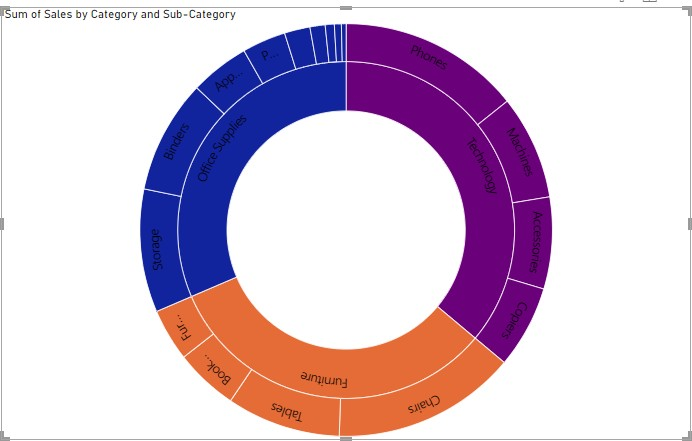 Sum of Sales by Category and Sub-Category
Phones
Machines
Accessories
Copiers
Chairs
Tables
Book...
Fur...
Storage
Binders
App...
P...
Technology
Furniture
Office Supplies